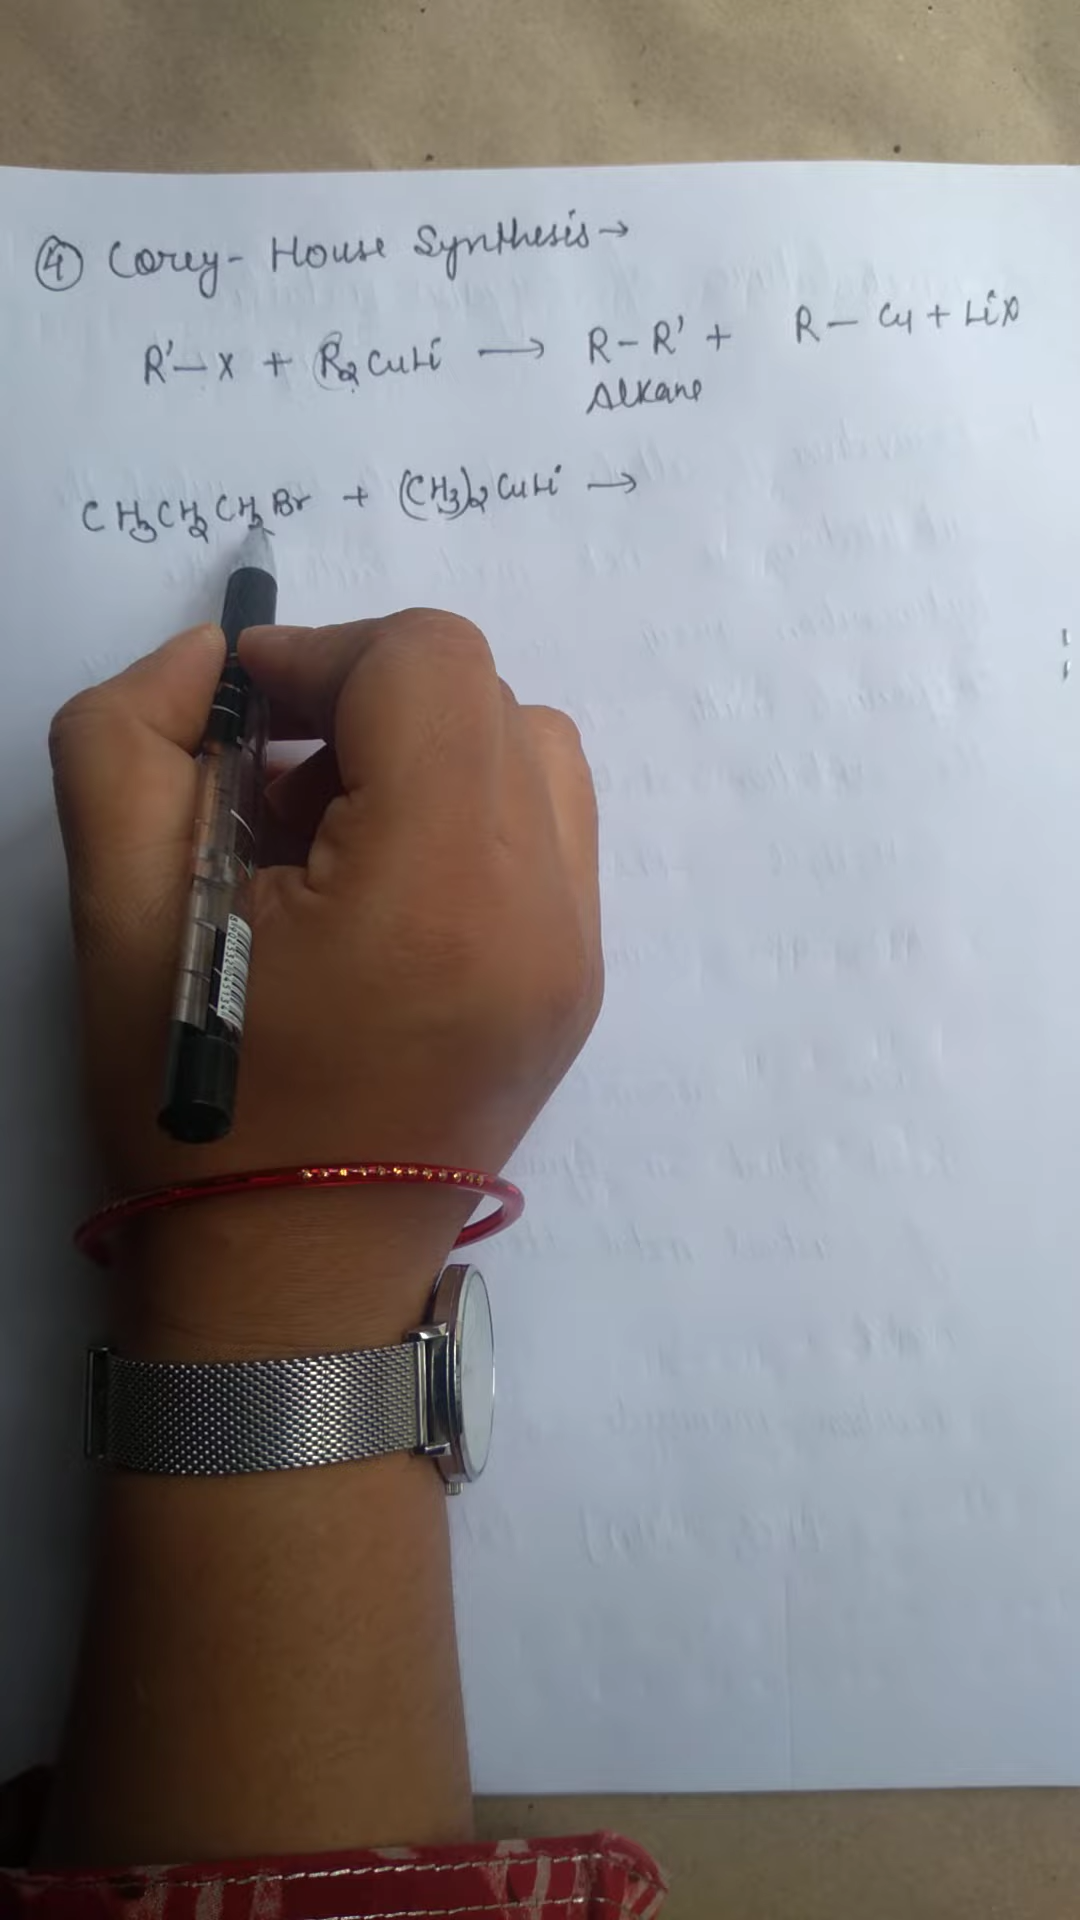 ④ Corey-House Synthesis→
R'–X + R₂CuLi ⟶ R–R' + R–Cu + LiX
Alkane
CH₃CH₂CH₂Br + (CH₃)₂CuLi →